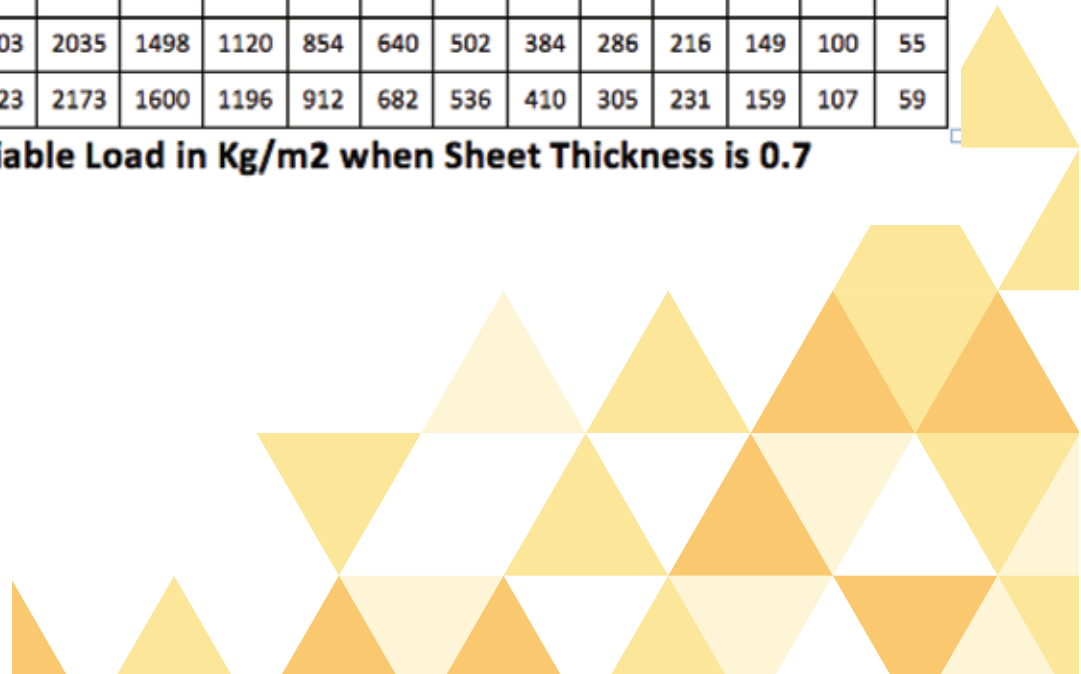 03 2035 1498 1120 854 640 502 384 286 216 149 100 55
23 2173 1600 1196 912 682 536 410 305 231 159 107 59
iable Load in Kg/m2 when Sheet Thickness is 0.7